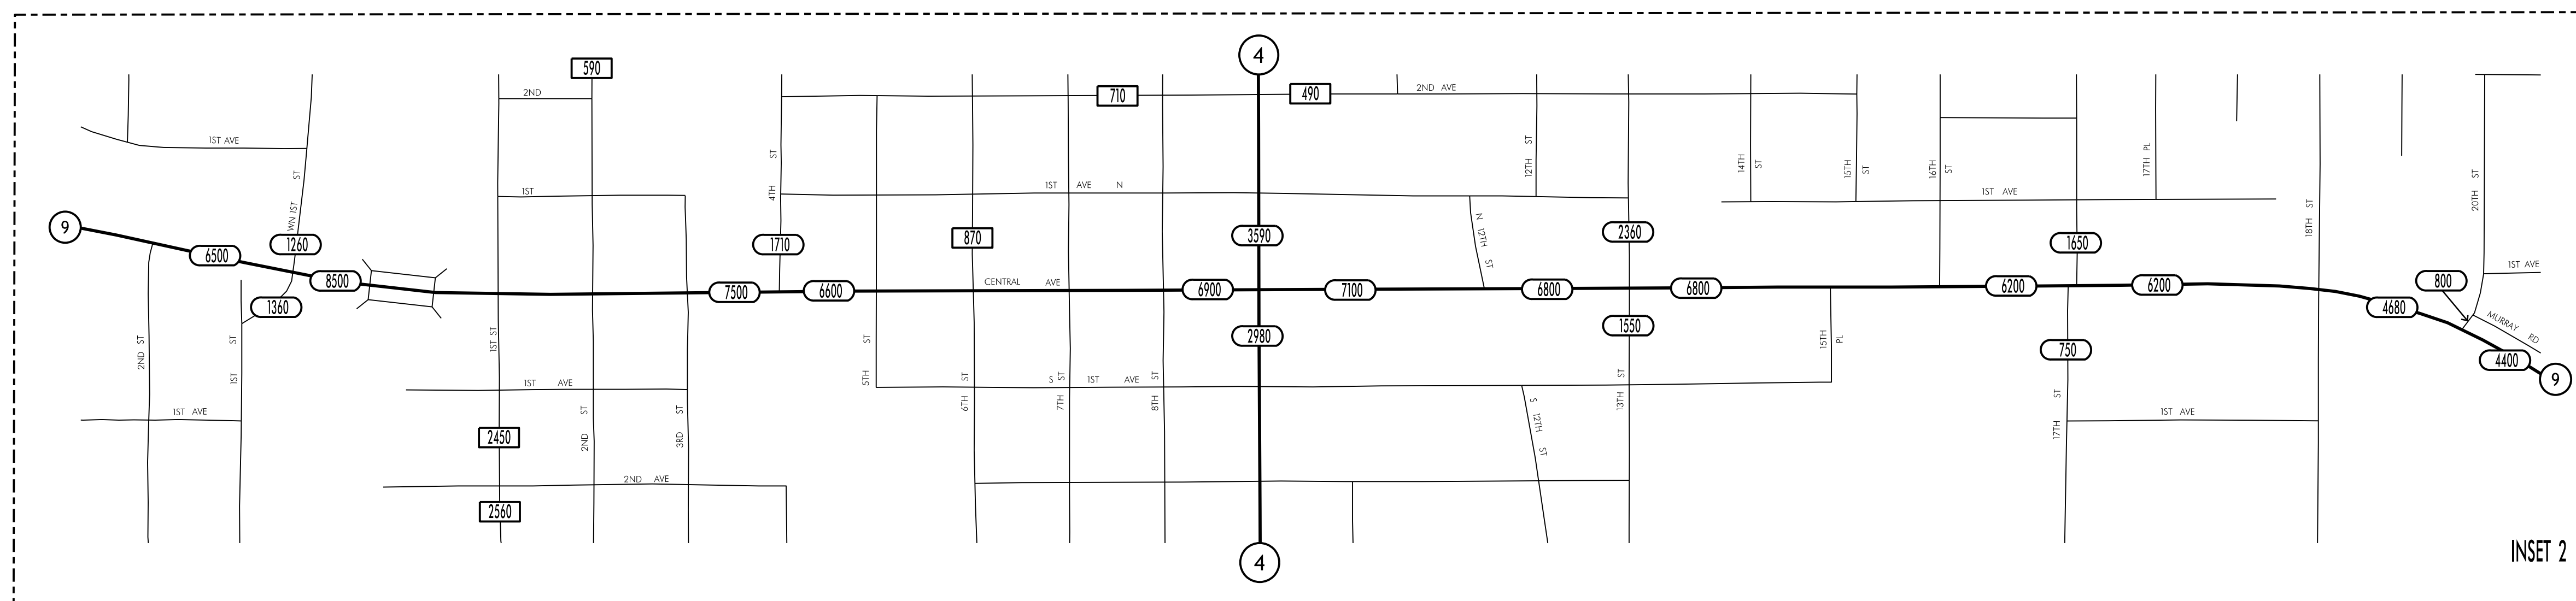 4
590
2ND
710
490
2ND AVE
1ST AVE
ST
WN 1ST
1ST
4TH ST
1ST AVE N
12TH ST
14TH ST
15TH ST
16TH ST
17TH PL
1ST AVE
18TH ST
20TH ST
9
6500
1260
8500
1360
1710
870
3590
N 12TH ST
2360
1650
1ST AVE
7500
6600
CENTRAL AVE
6900
7100
6800
6800
6200
6200
4680
800
MURRAY RD
4400
9
2ND ST
1ST ST
1ST ST
5TH ST
2980
1550
15TH PL
750
1ST AVE
1ST AVE
2450
2ND ST
3RD ST
6TH ST
S 1ST AVE
7TH ST
8TH ST
S 12TH ST
13TH ST
17TH ST
1ST AVE
2ND AVE
2560
4
INSET 2